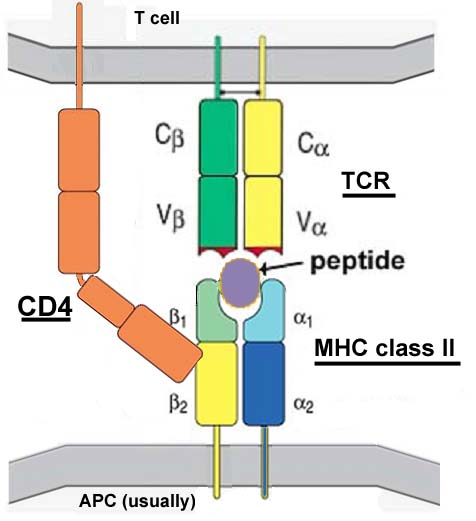 T cell
Cβ
Cα
TCR
Vβ
Vα
peptide
CD4
β1
α1
MHC class II
β2
α2
APC (usually)